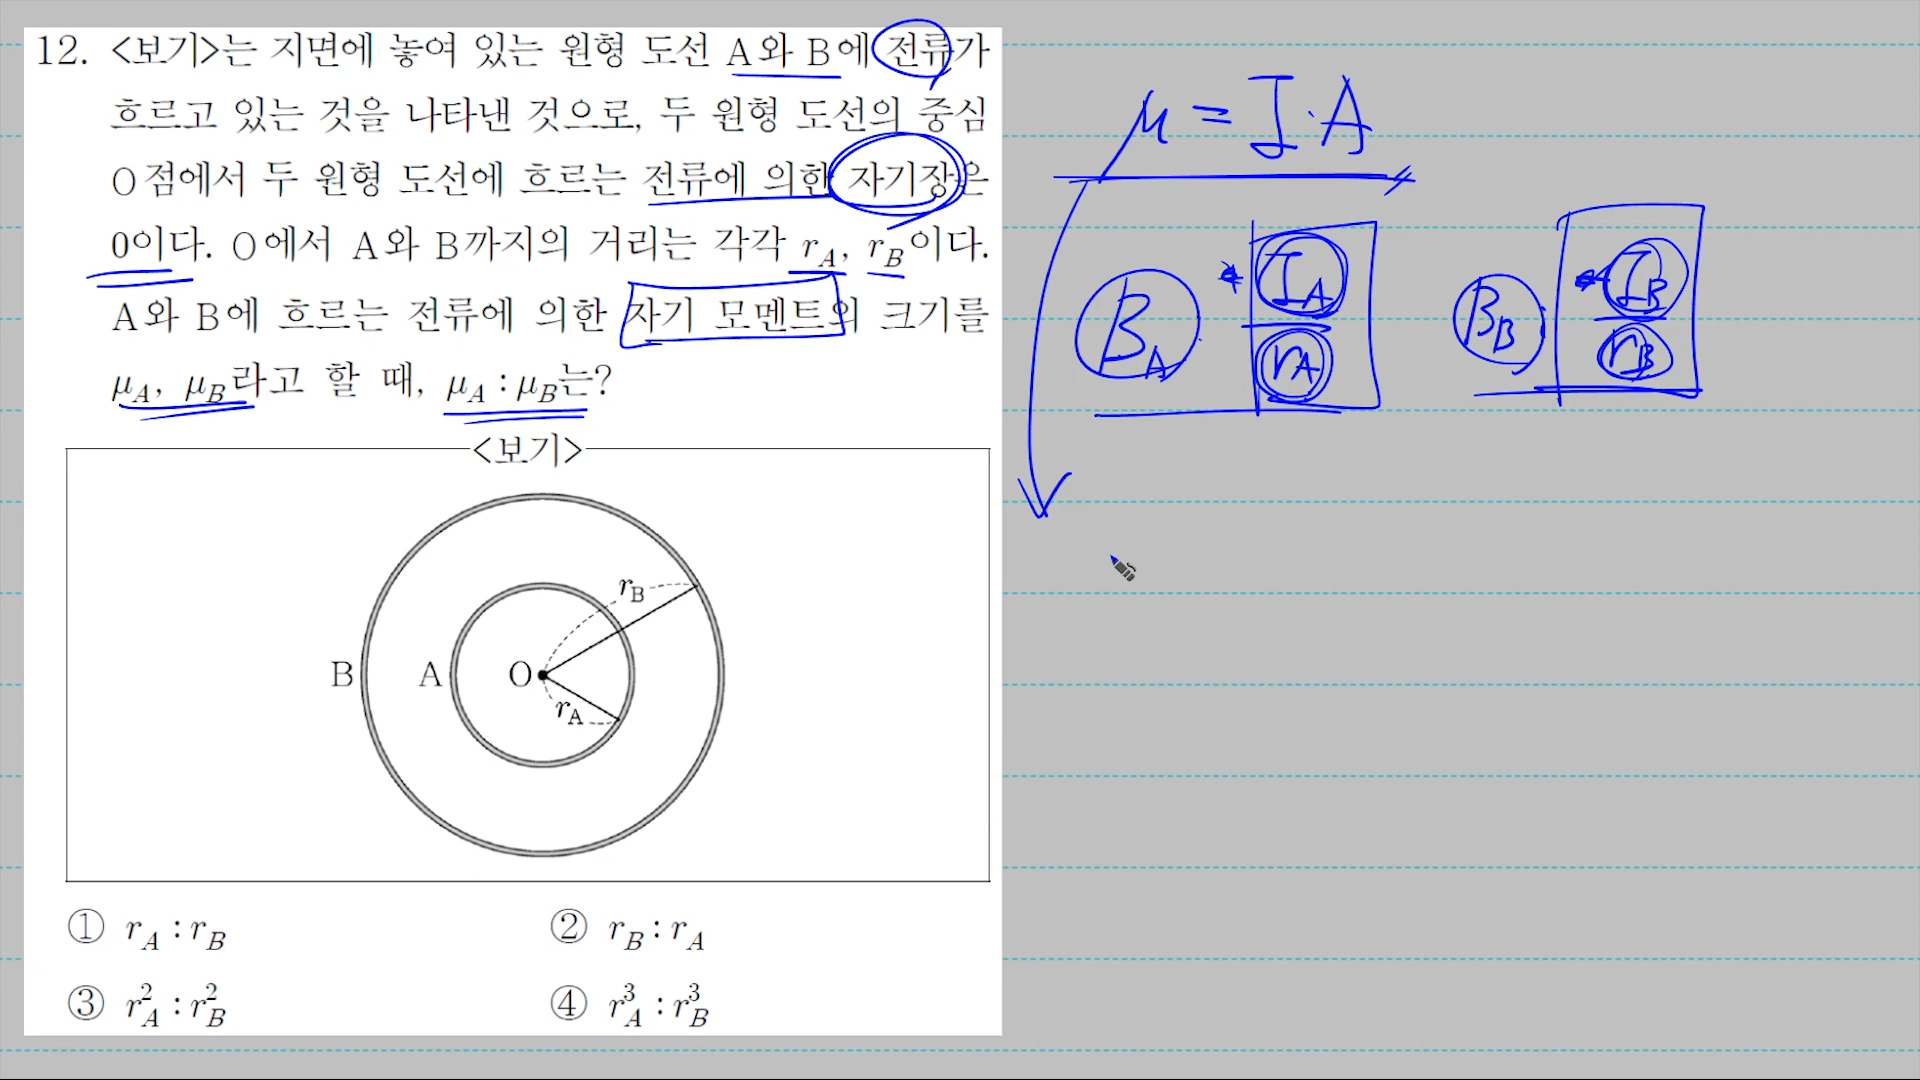 12. <보기>는 지면에 놓여 있는 원형 도선 A와 B에 전류가
흐르고 있는 것을 나타낸 것으로, 두 원형 도선의 중심
O점에서 두 원형 도선에 흐르는 전류에 의한 자기장은
0이다. O에서 A와 B까지의 거리는 각각 r_A, r_B이다.
A와 B에 흐르는 전류에 의한 자기 모멘트의 크기를
μ_A, μ_B라고 할 때, μ_A : μ_B는?
<보기>
r_B
B A O
r_A
① r_A : r_B
② r_B : r_A
③ r_A^2 : r_B^2
④ r_A^3 : r_B^3
μ = I · A
B_A I_A / r_A
B_B I_B / r_B